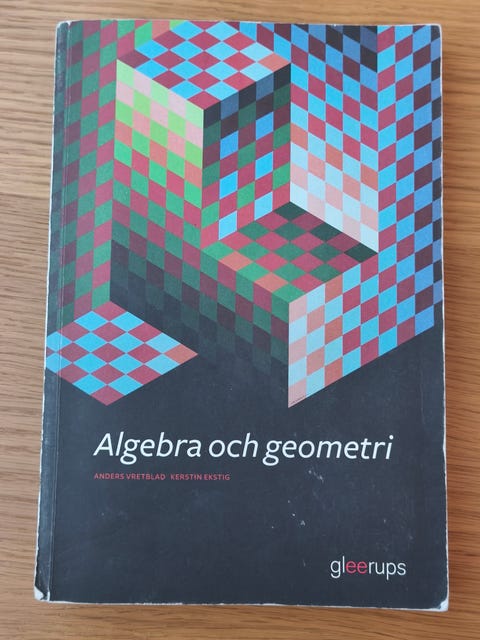 Algebra och geometri
ANDERS VRETBLAD KERSTIN EKSTIG
gleerups